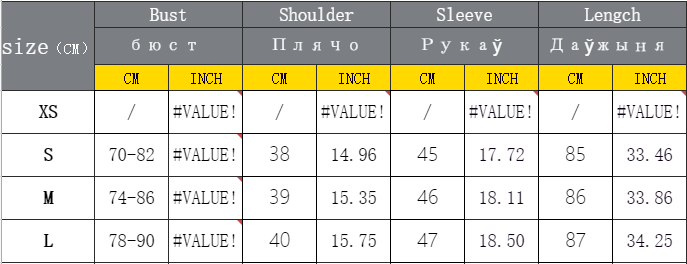 size (CM) Bust Shoulder Sleeve Lengch
бюст Плячо Рукаў Даўжыня
CM INCH CM INCH CM INCH CM INCH
XS / #VALUE! / #VALUE! / #VALUE! / #VALUE!
S 70-82 #VALUE! 38 14.96 45 17.72 85 33.46
M 74-86 #VALUE! 39 15.35 46 18.11 86 33.86
L 78-90 #VALUE! 40 15.75 47 18.50 87 34.25